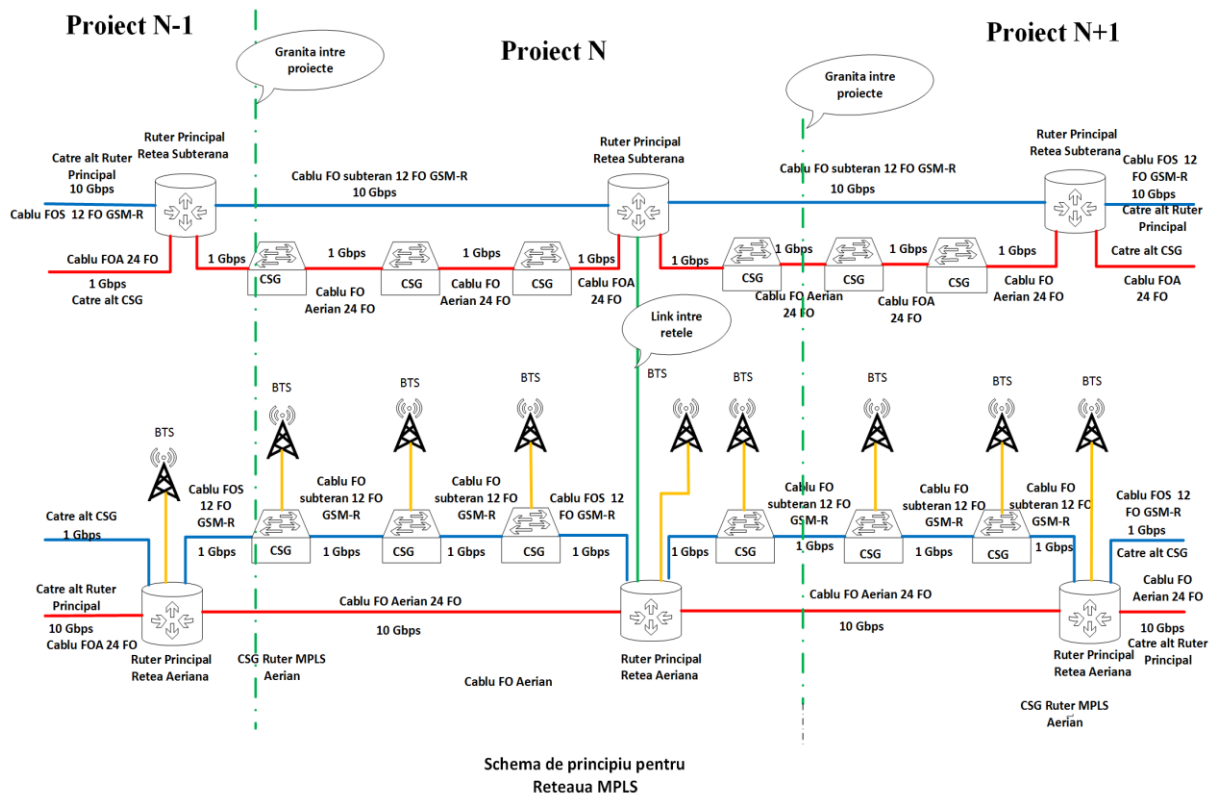 Proiect N-1
Proiect N
Proiect N+1
Granita intre
proiecte
Granita intre
proiecte
Ruter Principal
Retea Subterana
Ruter Principal
Retea Subterana
Ruter Principal
Retea Subterana
Catre alt Ruter
Principal
10 Gbps
Cablu FOS 12 FO GSM-R
Cablu FO subteran 12 FO GSM-R
10 Gbps
Cablu FO subteran 12 FO GSM-R
10 Gbps
Cablu FOS 12
FO GSM-R
10 Gbps
Catre alt Ruter
Principal
Cablu FOA 24 FO
1 Gbps
Catre alt CSG
1 Gbps
CSG
1 Gbps
Cablu FO
Aerian 24 FO
CSG
1 Gbps
Cablu FO
Aerian 24 FO
CSG
1 Gbps
Cablu FOA
24 FO
1 Gbps
CSG
1 Gbps
Cablu FO Aerian
24 FO
CSG
1 Gbps
Cablu FOA
24 FO
CSG
1 Gbps
Cablu FO
Aerian 24 FO
Catre alt CSG
Cablu FOA
24 FO
Link intre
retele
BTS
BTS
BTS
BTS
BTS
BTS
BTS
BTS
BTS
Catre alt CSG
1 Gbps
Cablu FOS
12 FO
GSM-R
1 Gbps
CSG
Cablu FO
subteran 12 FO
GSM-R
1 Gbps
CSG
Cablu FO
subteran 12 FO
GSM-R
1 Gbps
CSG
Cablu FOS 12
FO GSM-R
1 Gbps
1 Gbps
CSG
Cablu FO
subteran 12 FO
GSM-R
1 Gbps
CSG
Cablu FO
subteran 12 FO
GSM-R
1 Gbps
CSG
Cablu FO
subteran 12 FO
GSM-R
1 Gbps
Cablu FOS 12
FO GSM-R
1 Gbps
Catre alt CSG
Catre alt Ruter
Principal
10 Gbps
Cablu FOA 24 FO
Cablu FO Aerian 24 FO
10 Gbps
Cablu FO Aerian 24 FO
10 Gbps
Cablu FO
Aerian 24 FO
10 Gbps
Catre alt Ruter
Principal
Ruter Principal
Retea Aeriana
CSG Ruter MPLS
Aerian
Cablu FO Aerian
Ruter Principal
Retea Aeriana
Ruter Principal
Retea Aeriana
CSG Ruter MPLS
Aerian
Schema de principiu pentru
Reteaua MPLS